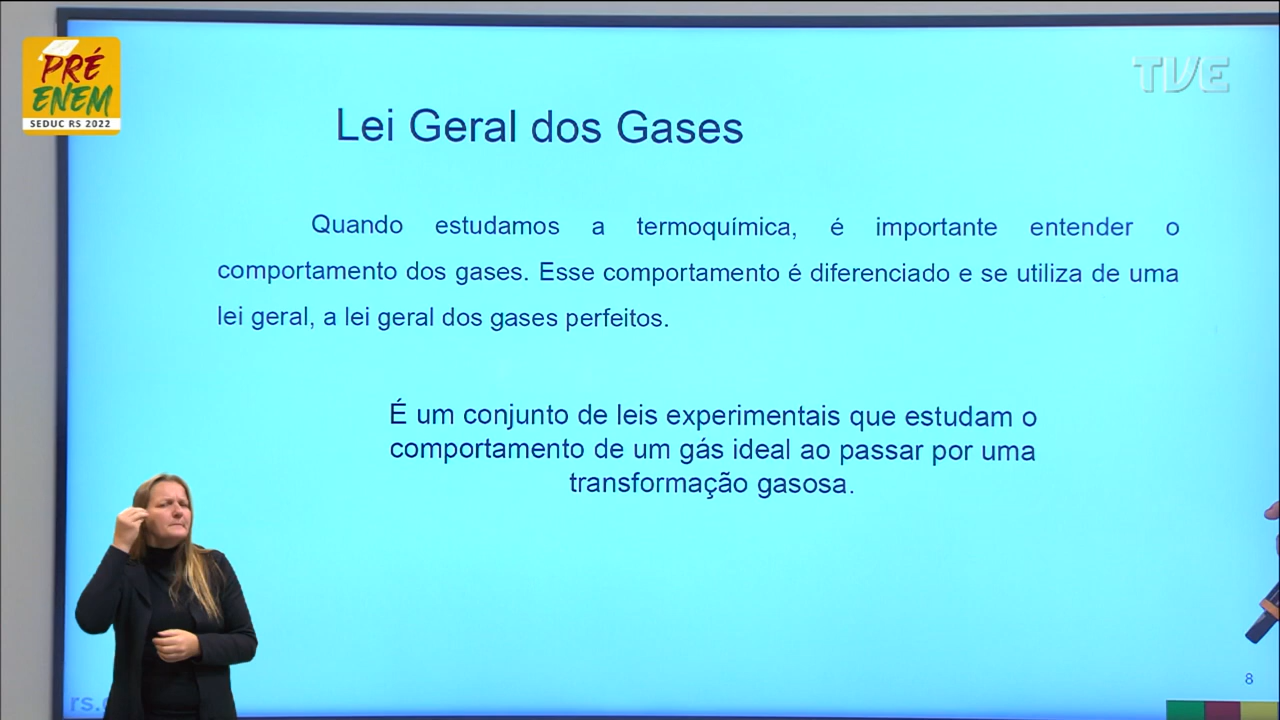 PRÉ
ENEM
SEDUC RS 2022
TVE
Lei Geral dos Gases
Quando estudamos a termoquímica, é importante entender o
comportamento dos gases. Esse comportamento é diferenciado e se utiliza de uma
lei geral, a lei geral dos gases perfeitos.
É um conjunto de leis experimentais que estudam o
comportamento de um gás ideal ao passar por uma
transformação gasosa.
8
rs.